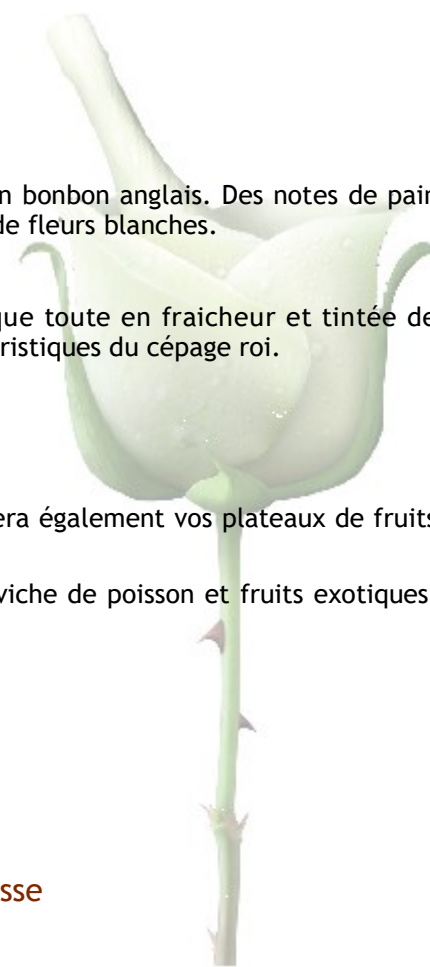 n bonbon anglais. Des notes de pain
de fleurs blanches.
que toute en fraicheur et tintée de
ristiques du cépage roi.
era également vos plateaux de fruits
viche de poisson et fruits exotiques
sse